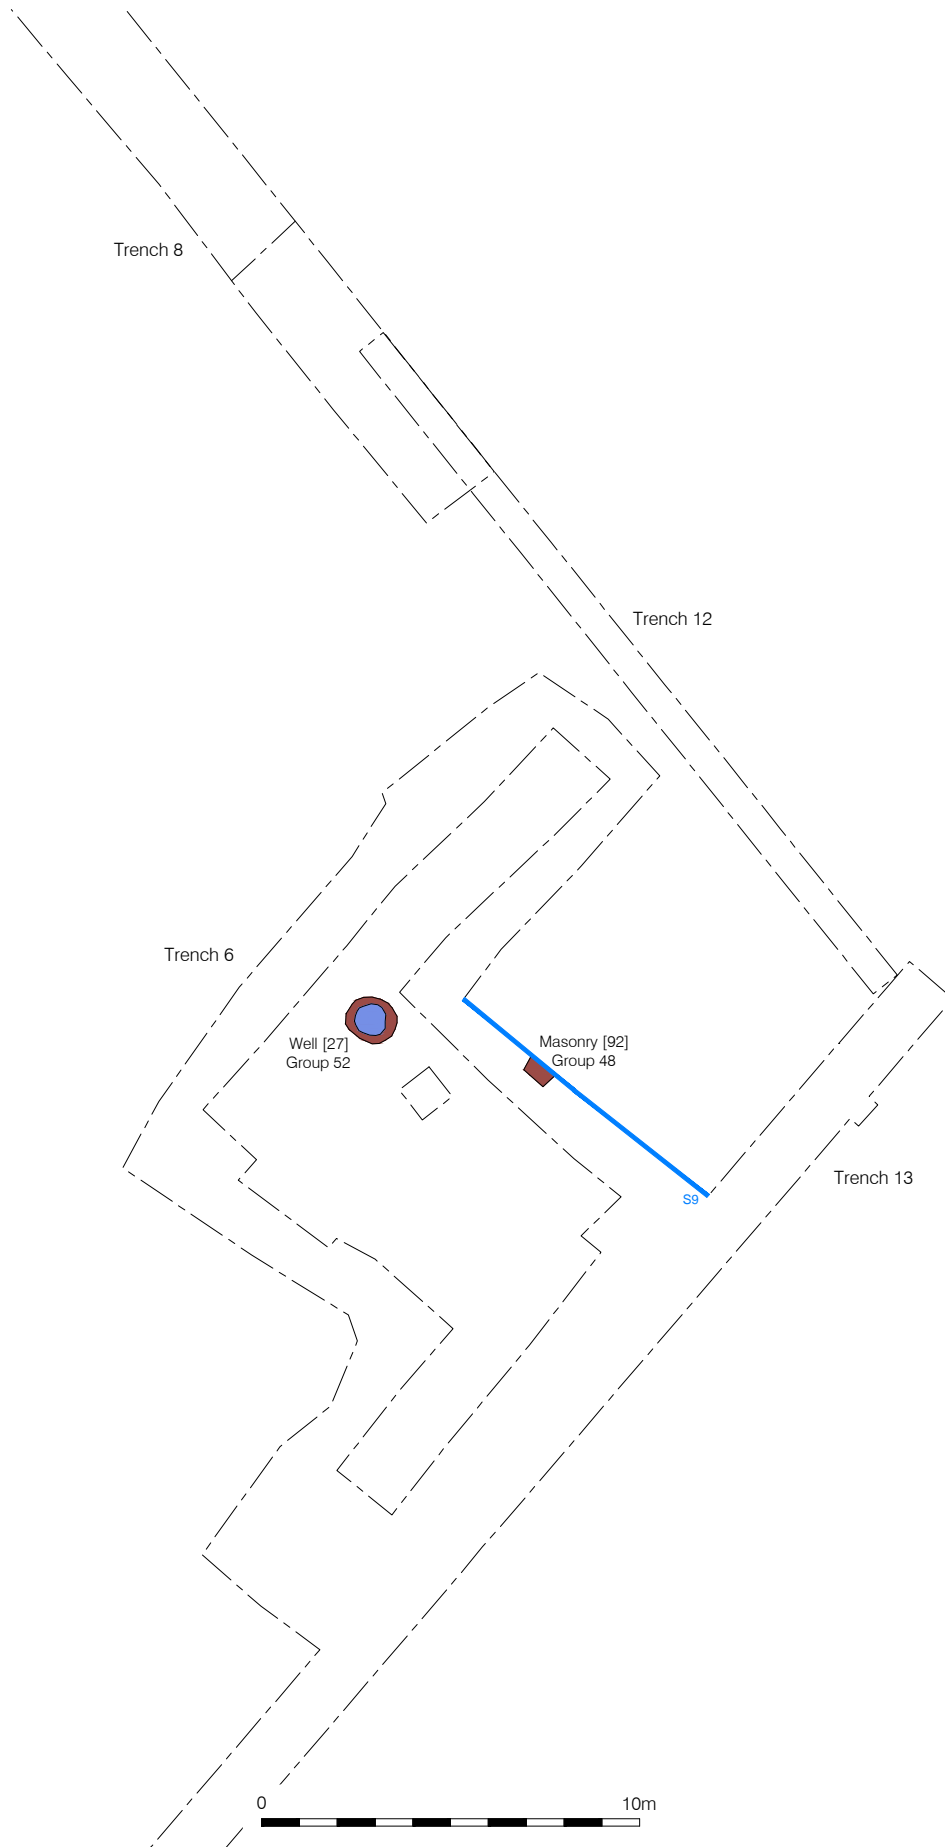 Trench 8
Trench 12
Trench 6
Well [27]
Group 52
Masonry [92]
Group 48
Trench 13
S9
0
10m